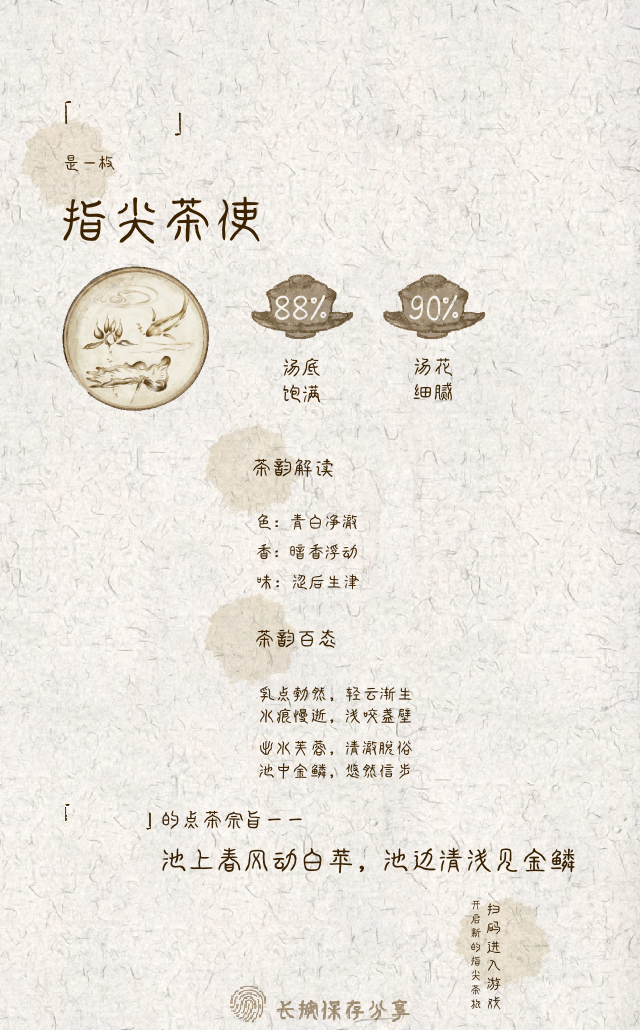 「 」
是一枚
指尖茶使
88%
90%
汤底
饱满
汤花
细腻
茶韵解读
色：青白净澈
香：暗香浮动
味：涩后生津
茶韵百态
乳点勃然，轻云渐生
水痕慢逝，浅咬盏壁
出水芙蓉，清澈脱俗
池中金鳞，悠然信步
「 」的点茶宗旨——
池上春风动白苹，池边清浅见金鳞
扫码进入游戏
开启新的指尖茶旅
长摁保存分享